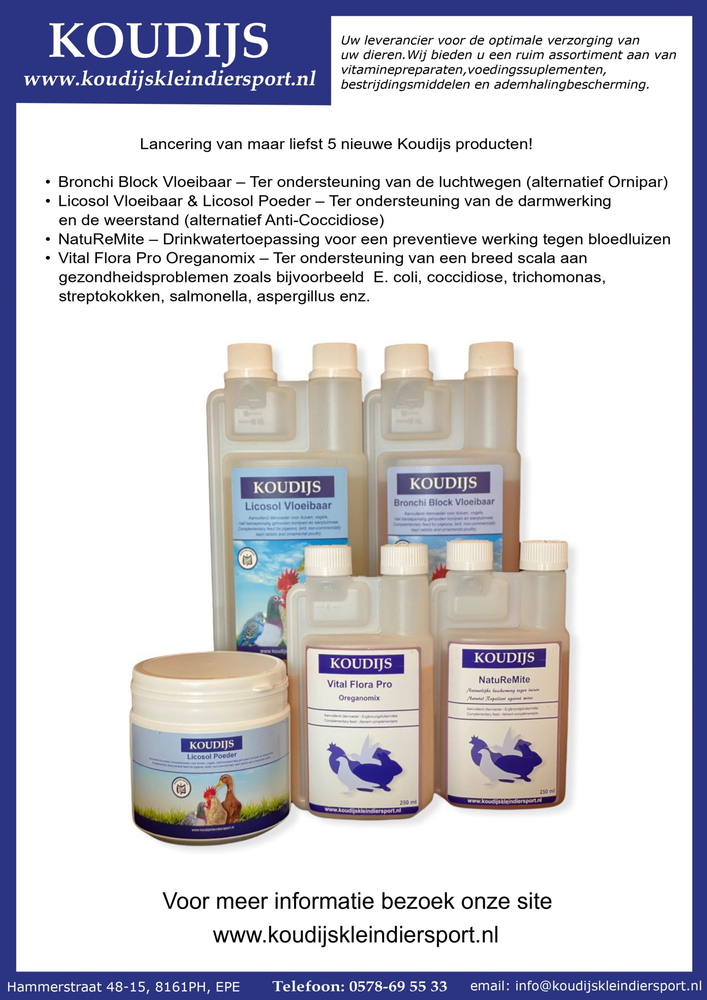 KOUDIJS
www.koudijskleindiersport.nl
Uw leverancier voor de optimale verzorging van
uw dieren.Wij bieden u een ruim assortiment aan van
vitaminepreparaten,voedingssuplementen,
bestrijdingsmiddelen en ademhalingbescherming.
Lancering van maar liefst 5 nieuwe Koudijs producten!
• Bronchi Block Vloeibaar – Ter ondersteuning van de luchtwegen (alternatief Ornipar)
• Licosol Vloeibaar & Licosol Poeder – Ter ondersteuning van de darmwerking
en de weerstand (alternatief Anti-Coccidiose)
• NatuReMite – Drinkwatertoepassing voor een preventieve werking tegen bloedluizen
• Vital Flora Pro Oreganomix – Ter ondersteuning van een breed scala aan
gezondheidsproblemen zoals bijvoorbeeld E. coli, coccidiose, trichomonas,
streptokokken, salmonella, aspergillus enz.
KOUDIJS
Licosol Vloeibaar
Aanvullend diervoeder voor duiven, vogels,
niet beroepsmatig gehouden konijnen en sierpluimvee.
Complementary feed for pigeons, bird, non-commercially
kept rabbits and ornamental poultry.
www.koudijs
KOUDIJS
Bronchi Block Vloeibaar
Aanvullend diervoeder voor duiven, vogels,
niet beroepsmatig gehouden konijnen en sierpluimvee.
Complementary feed for pigeons, bird, non-commercially
kept rabbits and ornamental poultry.
KOUDIJS
Vital Flora Pro
Oreganomix
Aanvullend diervoeder - Ergänzungsfuttermittel
Complementary feed - Aliment complémentaire
250 ml
www.koudijskleindiersport.nl
KOUDIJS
NatuReMite
Natuurlijke bescherming tegen luizen
Natural Repellent against mites
Aanvullend diervoeder - Ergänzungsfuttermittel
Complementary feed - Aliment complémentaire
250 ml
www.koudijskleindiersport.nl
KOUDIJS
Licosol Poeder
www.koudijskleindiersport.nl
Voor meer informatie bezoek onze site
www.koudijskleindiersport.nl
Hammerstraat 48-15, 8161PH, EPE
Telefoon: 0578-69 55 33
email: info@koudijskleindiersport.nl